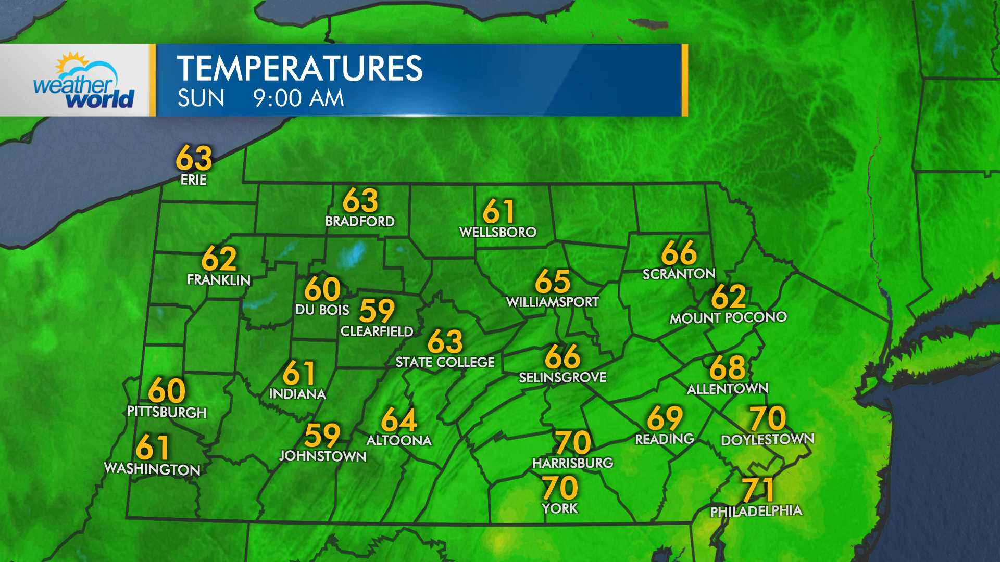 weather
world
TEMPERATURES
SUN 9:00 AM
63
ERIE
63
BRADFORD
61
WELLSBORO
62
FRANKLIN
66
SCRANTON
60
DU BOIS
65
WILLIAMSPORT
59
CLEARFIELD
62
MOUNT POCONO
63
STATE COLLEGE
66
SELINSGROVE
68
ALLENTOWN
61
INDIANA
60
PITTSBURGH
64
ALTOONA
69
READING
70
DOYLESTOWN
59
JOHNSTOWN
61
WASHINGTON
70
HARRISBURG
70
YORK
71
PHILADELPHIA